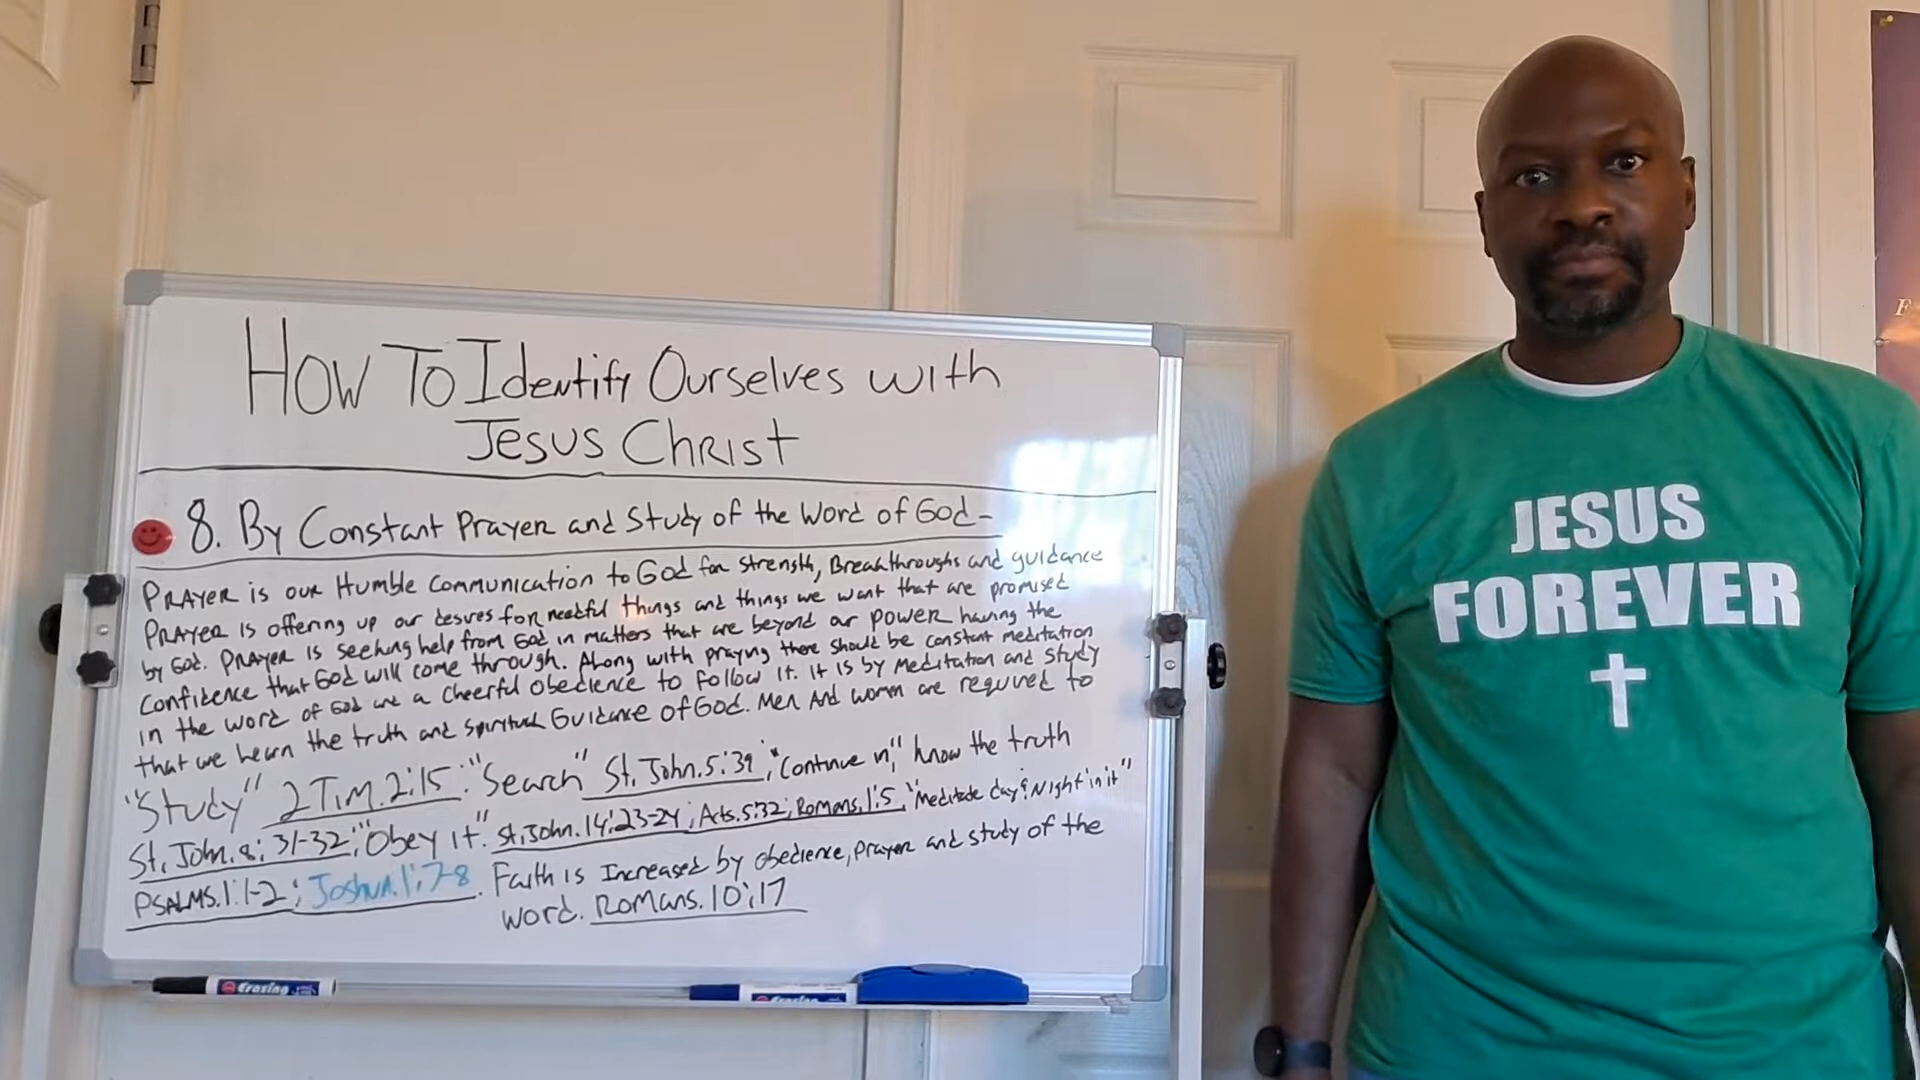 How To Identify Ourselves with
Jesus Christ
8. By Constant Prayer and Study of the Word of God-
Prayer is our Humble Communication to God for Strength, Breakthroughs and guidance
Prayer is offering up our desires for needful things and things we want that are promised
by God. Prayer is seeking help from God in matters that are beyond our power having the
Confidence that God will come through. Along with praying there should be constant meditation
in the word of God and a cheerful obedience to follow it. It is by Meditation and Study
that we learn the truth and spiritual Guidance of God. Men And women are required to
"Study" 2 Tim. 2:15; "Search" St. John. 5:39; "Continue in," know the truth
St. John. 8:31-32; "Obey it" St. John. 14:23-24; Acts. 5:32; Romans. 1:5, "Meditate day & Night in it"
Psalms. 1:1-2; Joshua. 1:7-8. Faith is Increased by obedience, Prayer and study of the
word. Romans. 10:17
JESUS
FOREVER
F